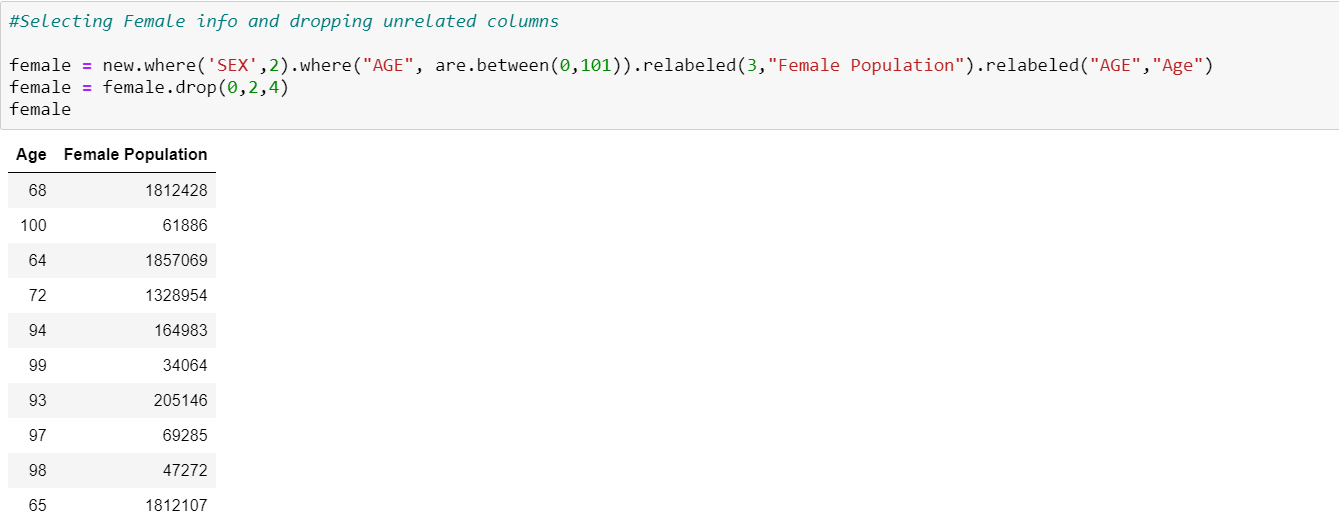 #Selecting Female info and dropping unrelated columns
female = new.where('SEX',2).where("AGE", are.between(0,101)).relabeled(3,"Female Population").relabeled("AGE","Age")
female = female.drop(0,2,4)
female
Age Female Population
68 1812428
100 61886
64 1857069
72 1328954
94 164983
99 34064
93 205146
97 69285
98 47272
65 1812107